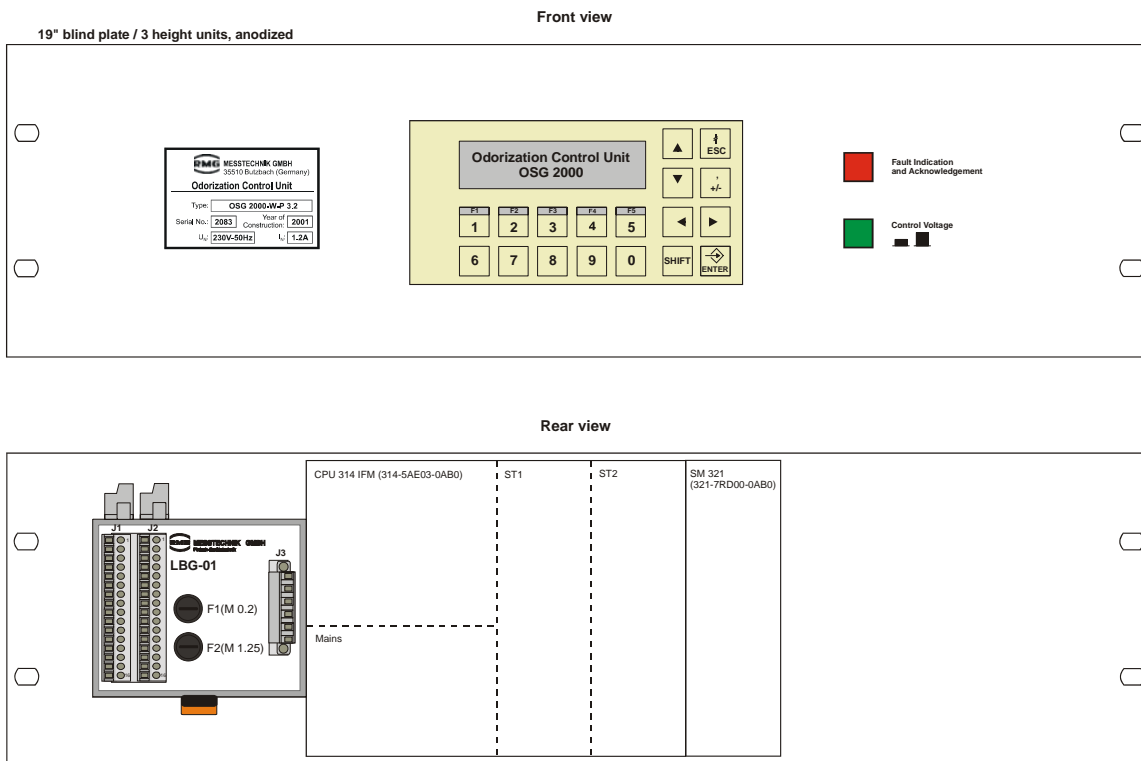 Front view
19" blind plate / 3 height units, anodized
RMG MESSTECHNIK GMBH
35510 Butzbach (Germany)
Odorization Control Unit
Type: OSG 2000-W-P 3.2
Serial No.: 2083 Year of Construction: 2001
Un: 230V-50Hz In: 1.2A
Odorization Control Unit
OSG 2000
ESC
,
+/-
F1 F2 F3 F4 F5
1 2 3 4 5
6 7 8 9 0 SHIFT ENTER
Fault Indication
and Acknowledgement
Control Voltage
Rear view
CPU 314 IFM (314-5AE03-0AB0) ST1 ST2 SM 321
(321-7RD00-0AB0)
J1 J2
RMG MESSTECHNIK GMBH
J3
LBG-01
F1(M 0.2)
F2(M 1.25)
Mains